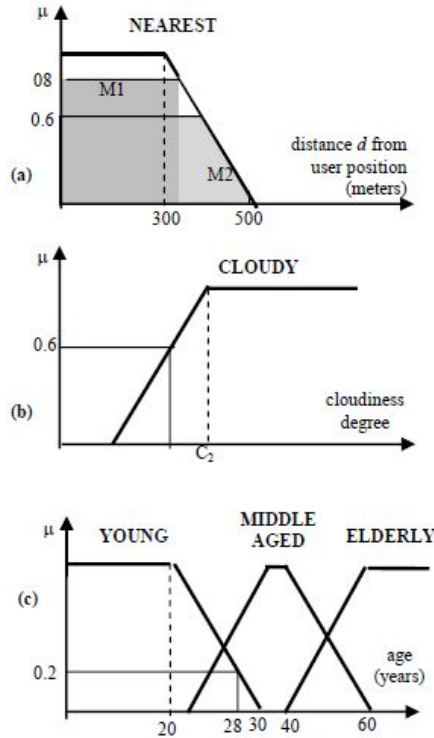 μ
NEAREST
08
M1
0.6
M2
distance d from
user position
(meters)
(a)
300
500
μ
CLOUDY
0.6
(b)
cloudiness
degree
C₂
μ
YOUNG
MIDDLE
AGED
ELDERLY
(c)
0.2
age
(years)
20
28
30
40
60